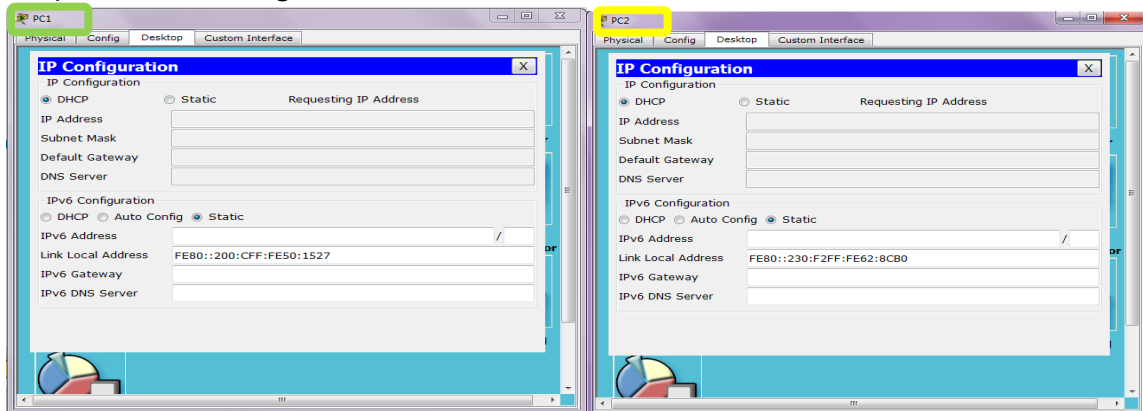 PC1
Physical Config Desktop Custom Interface
IP Configuration X
IP Configuration
DHCP Static Requesting IP Address
IP Address
Subnet Mask
Default Gateway
DNS Server
IPv6 Configuration
DHCP Auto Config Static
IPv6 Address /
Link Local Address FE80::200:CFF:FE50:1527
IPv6 Gateway
IPv6 DNS Server
or
PC2
Physical Config Desktop Custom Interface
IP Configuration X
IP Configuration
DHCP Static Requesting IP Address
IP Address
Subnet Mask
Default Gateway
DNS Server
IPv6 Configuration
DHCP Auto Config Static
IPv6 Address /
Link Local Address FE80::230:F2FF:FE62:8CB0
IPv6 Gateway
IPv6 DNS Server
or